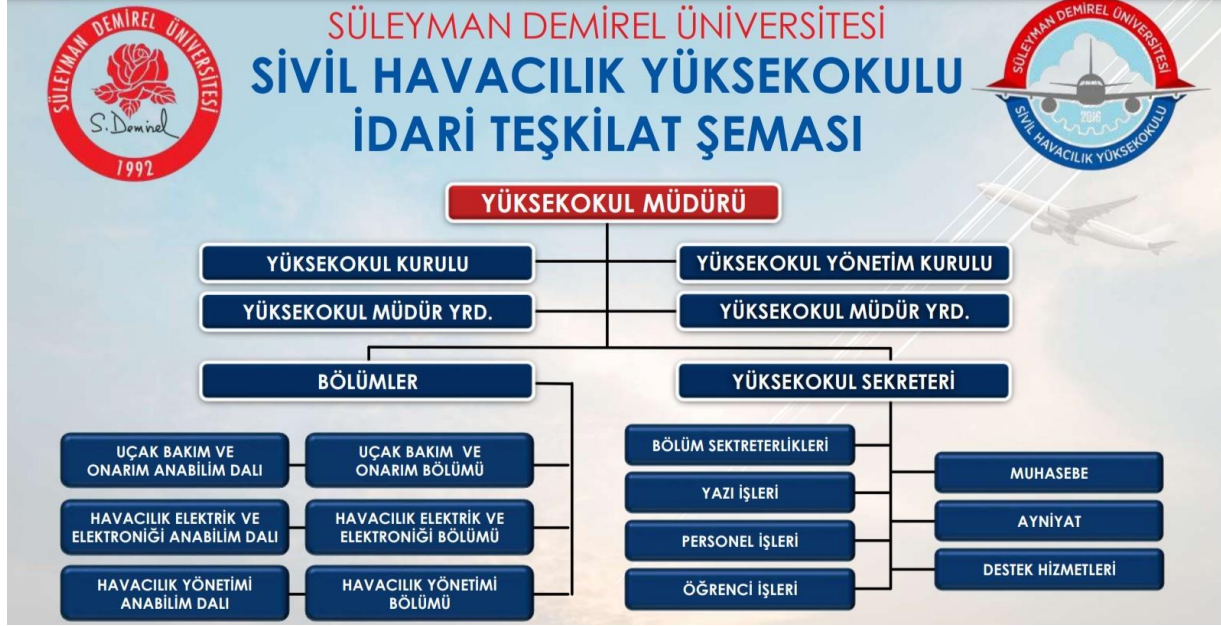 SÜLEYMAN DEMİREL ÜNİVERSİTESİ
SİVİL HAVACILIK YÜKSEKOKULU
İDARİ TEŞKİLAT ŞEMASI
SÜLEYMAN DEMİREL ÜNİVERSİTESİ
S. Demirel
1992
SÜLEYMAN DEMİREL ÜNİVERSİTESİ
2016
SİVİL HAVACILIK YÜKSEKOKULU
YÜKSEKOKUL MÜDÜRÜ
YÜKSEKOKUL KURULU
YÜKSEKOKUL YÖNETİM KURULU
YÜKSEKOKUL MÜDÜR YRD.
YÜKSEKOKUL MÜDÜR YRD.
BÖLÜMLER
YÜKSEKOKUL SEKRETERİ
UÇAK BAKIM VE
ONARIM ANABİLİM DALI
UÇAK BAKIM VE
ONARIM BÖLÜMÜ
HAVACILIK ELEKTRİK VE
ELEKTRONİĞİ ANABİLİM DALI
HAVACILIK ELEKTRİK VE
ELEKTRONİĞİ BÖLÜMÜ
HAVACILIK YÖNETİMİ
ANABİLİM DALI
HAVACILIK YÖNETİMİ
BÖLÜMÜ
BÖLÜM SEKTRETERLİKLERİ
YAZI İŞLERİ
PERSONEL İŞLERİ
ÖĞRENCİ İŞLERİ
MUHASEBE
AYNİYAT
DESTEK HİZMETLERİ